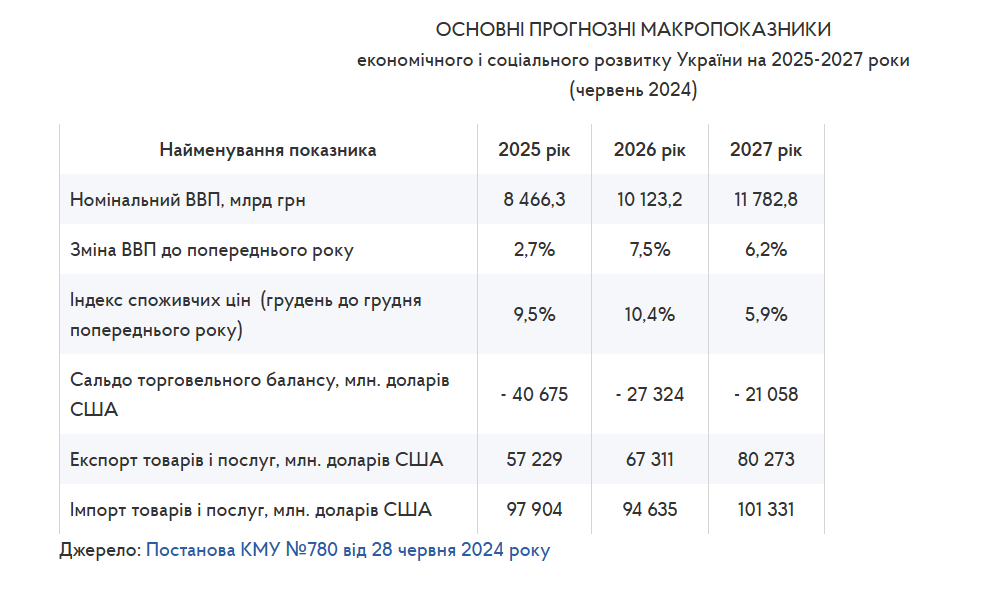 ОСНОВНІ ПРОГНОЗНІ МАКРОПОКАЗНИКИ
економічного і соціального розвитку України на 2025-2027 роки
(червень 2024)
Найменування показника 2025 рік 2026 рік 2027 рік
Номінальний ВВП, млрд грн 8 466,3 10 123,2 11 782,8
Зміна ВВП до попереднього року 2,7% 7,5% 6,2%
Індекс споживчих цін (грудень до грудня
попереднього року) 9,5% 10,4% 5,9%
Сальдо торговельного балансу, млн. доларів
США - 40 675 - 27 324 - 21 058
Експорт товарів і послуг, млн. доларів США 57 229 67 311 80 273
Імпорт товарів і послуг, млн. доларів США 97 904 94 635 101 331
Джерело: Постанова КМУ №780 від 28 червня 2024 року